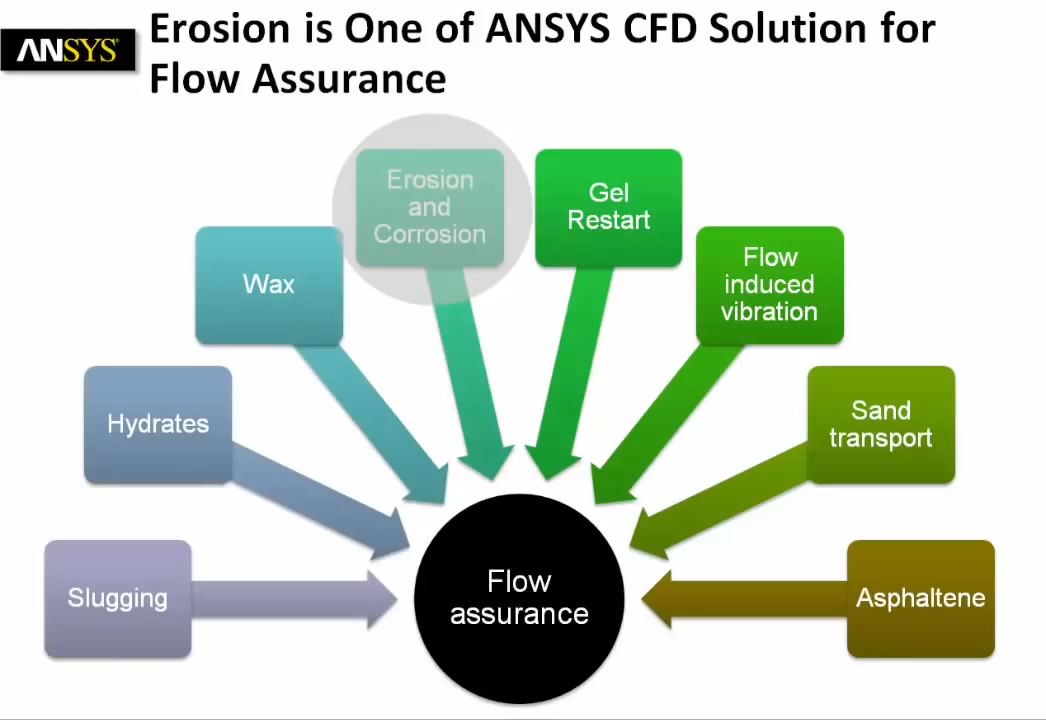 ANSYS®
Erosion is One of ANSYS CFD Solution for
Flow Assurance
Erosion
and
Corrosion
Gel
Restart
Wax
Flow
induced
vibration
Hydrates
Sand
transport
Slugging
Flow
assurance
Asphaltene